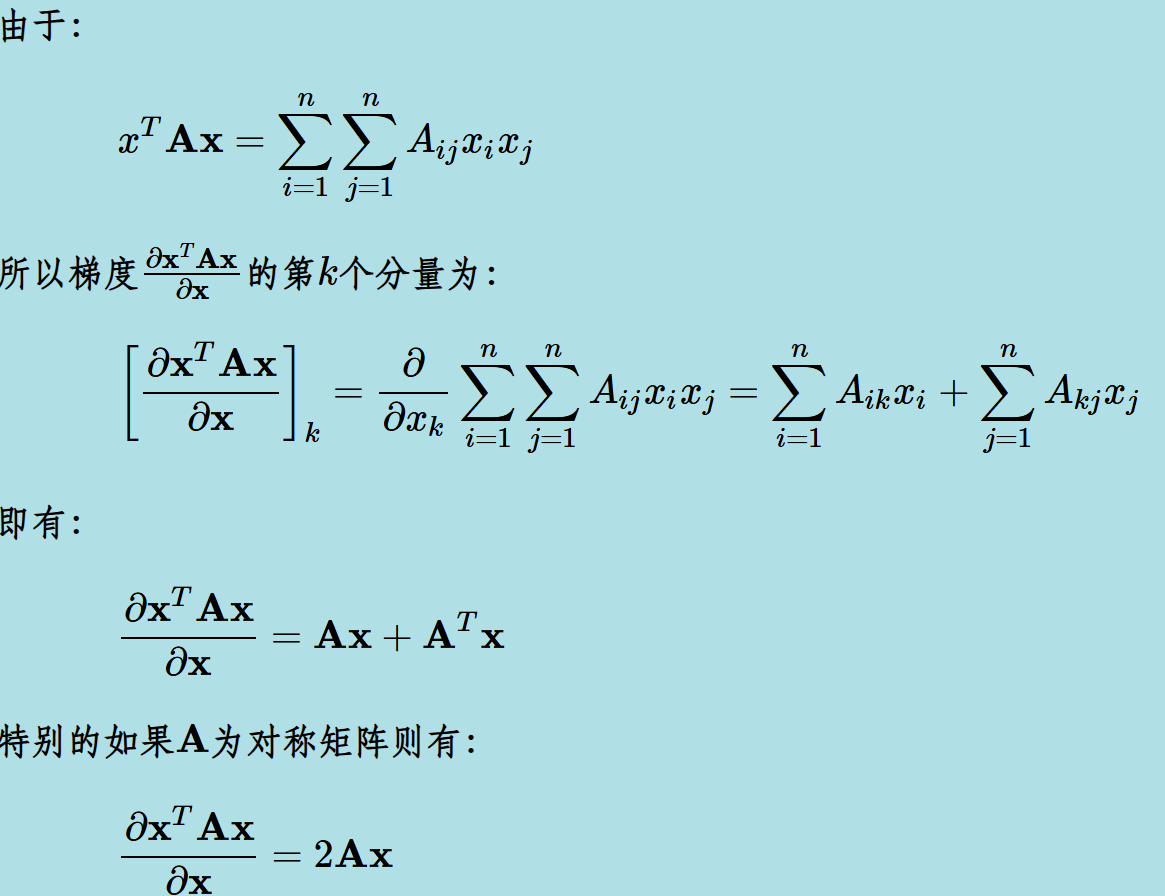 由于：
$x^T \mathbf{A}\mathbf{x} = \sum_{i=1}^{n} \sum_{j=1}^{n} A_{ij} x_i x_j$
所以梯度$\frac{\partial \mathbf{x}^T \mathbf{A}\mathbf{x}}{\partial \mathbf{x}}$的第$k$个分量为：
$\left[ \frac{\partial \mathbf{x}^T \mathbf{A}\mathbf{x}}{\partial \mathbf{x}} \right]_k = \frac{\partial}{\partial x_k} \sum_{i=1}^{n} \sum_{j=1}^{n} A_{ij} x_i x_j = \sum_{i=1}^{n} A_{ik} x_i + \sum_{j=1}^{n} A_{kj} x_j$
即有：
$\frac{\partial \mathbf{x}^T \mathbf{A}\mathbf{x}}{\partial \mathbf{x}} = \mathbf{A}\mathbf{x} + \mathbf{A}^T \mathbf{x}$
特别的如果$\mathbf{A}$为对称矩阵则有：
$\frac{\partial \mathbf{x}^T \mathbf{A}\mathbf{x}}{\partial \mathbf{x}} = 2\mathbf{A}\mathbf{x}$